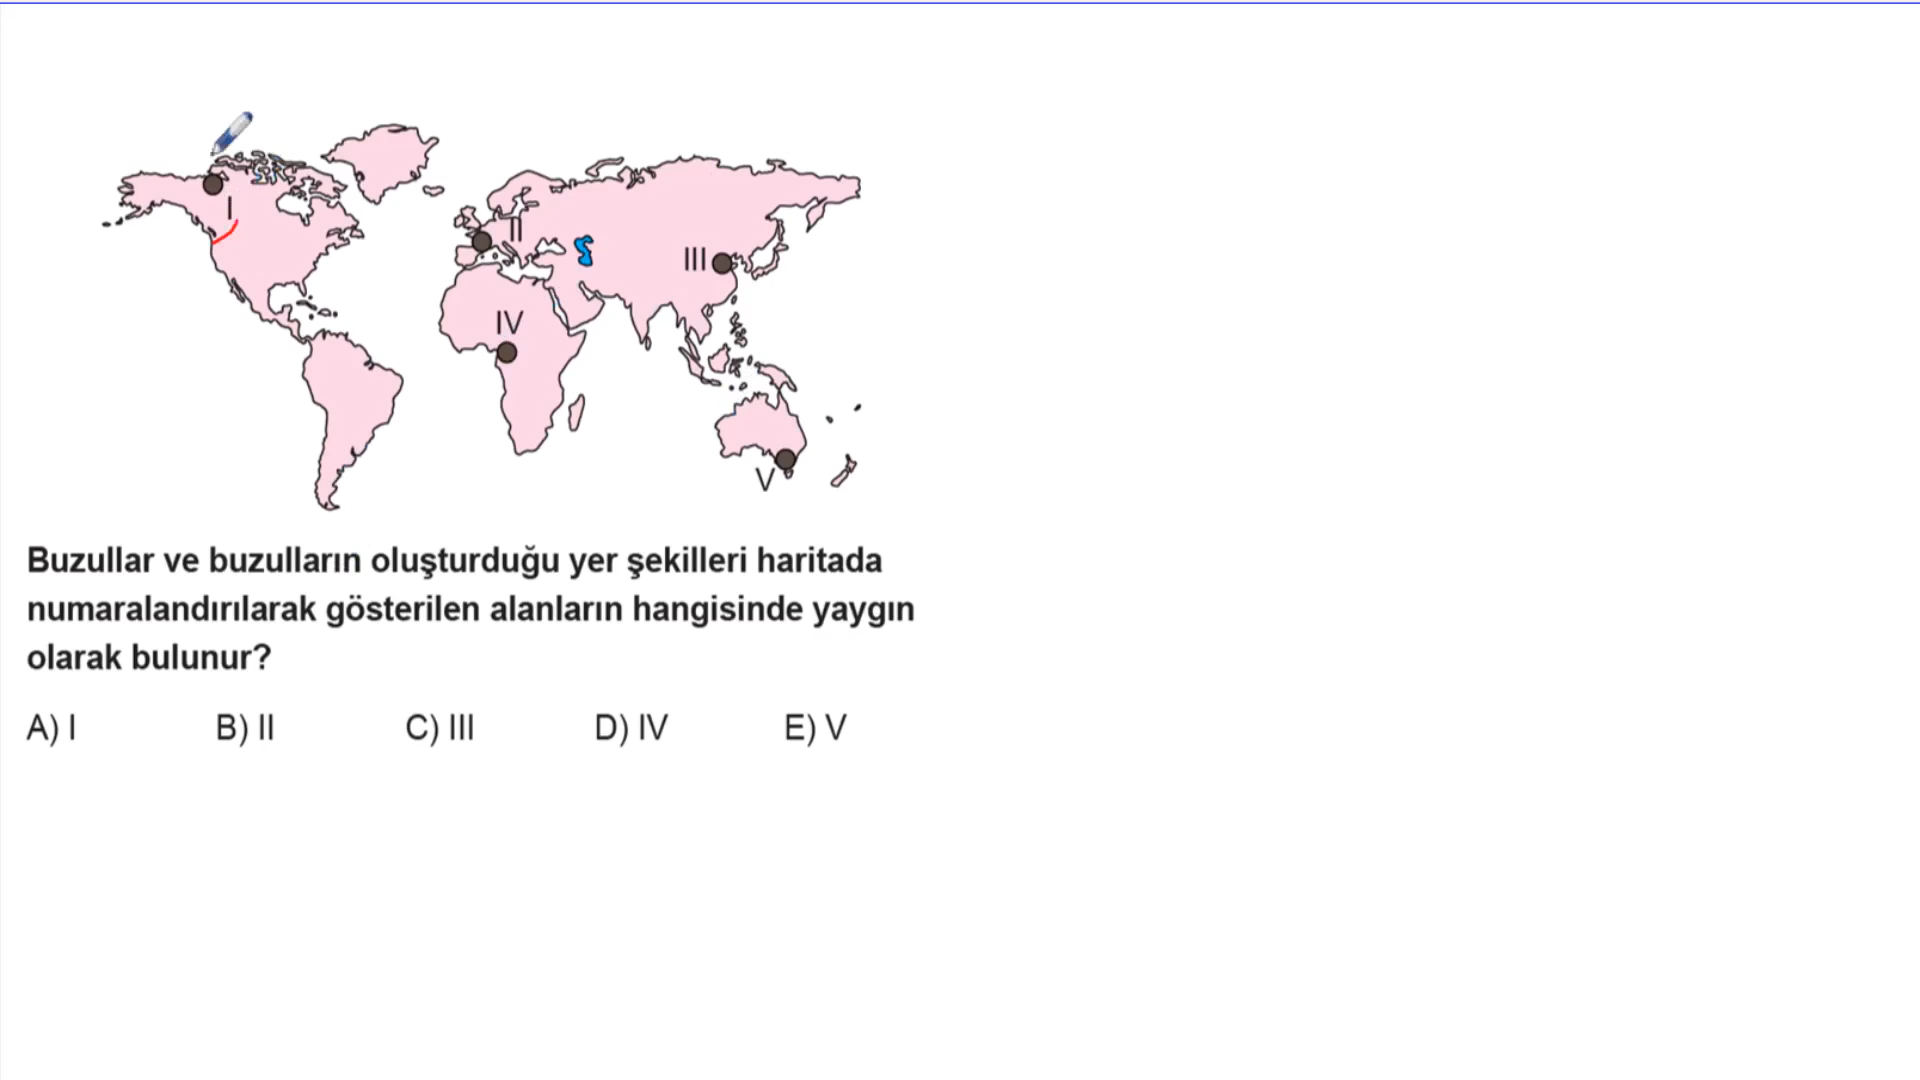 I
II
III
IV
V
Buzullar ve buzulların oluşturduğu yer şekilleri haritada
numaralandırılarak gösterilen alanların hangisinde yaygın
olarak bulunur?
A) I B) II C) III D) IV E) V